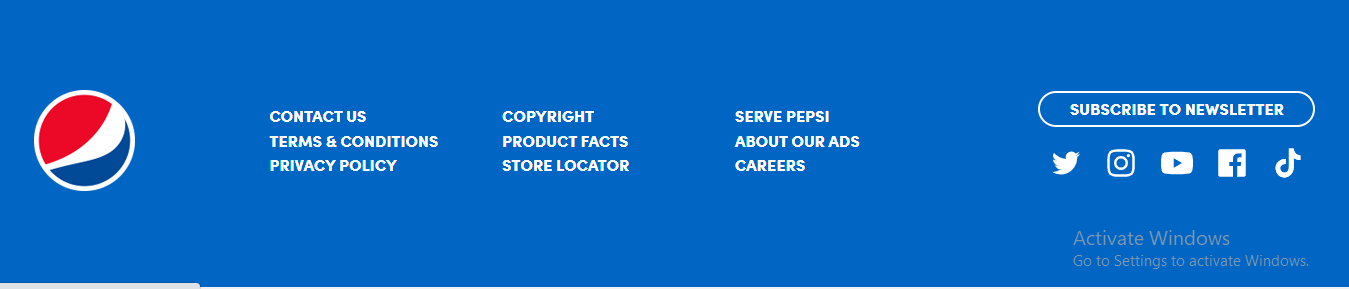 CONTACT US
TERMS & CONDITIONS
PRIVACY POLICY
COPYRIGHT
PRODUCT FACTS
STORE LOCATOR
SERVE PEPSI
ABOUT OUR ADS
CAREERS
SUBSCRIBE TO NEWSLETTER
Activate Windows
Go to Settings to activate Windows.